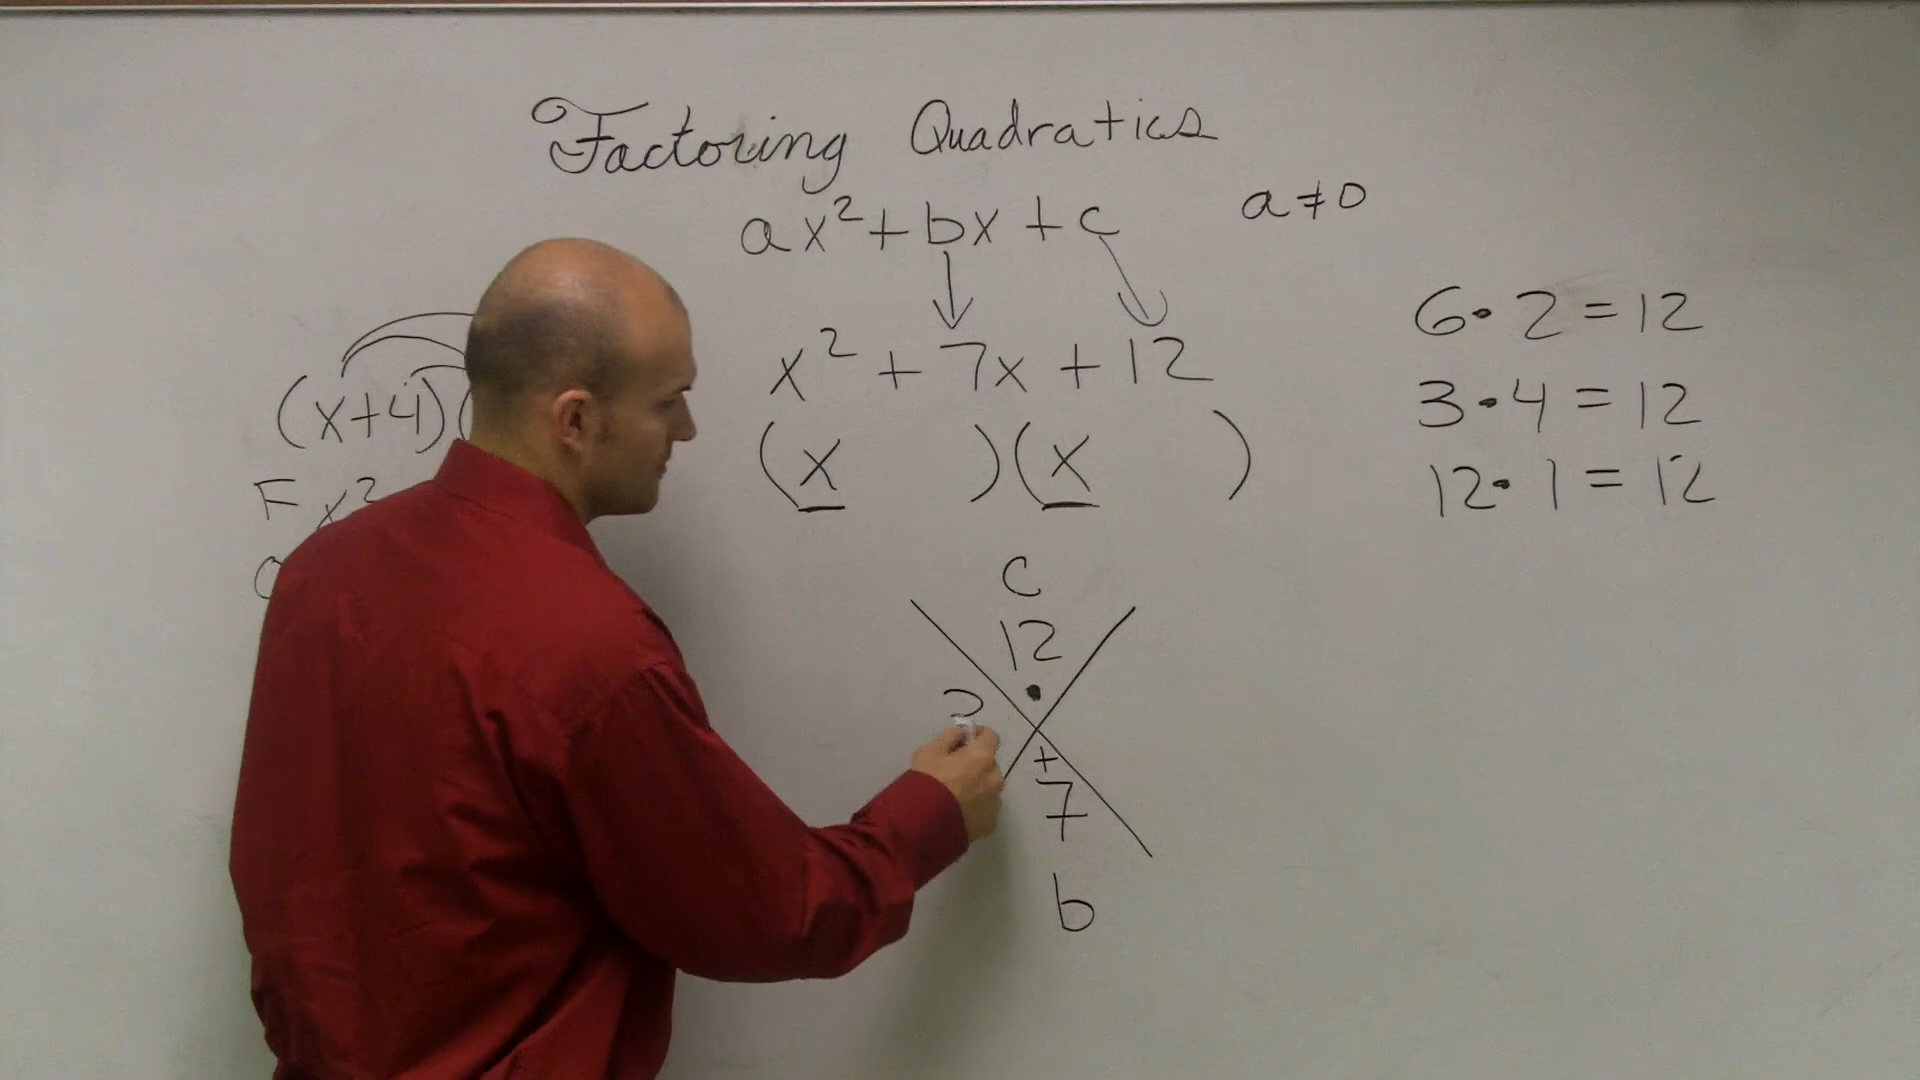 Factoring Quadratics
ax²+bx+c
a≠0
x²+7x+12
(x+4)(
(x )(x )
F x²
6·2=12
3·4=12
12·1=12
C
12
·
+
7
b